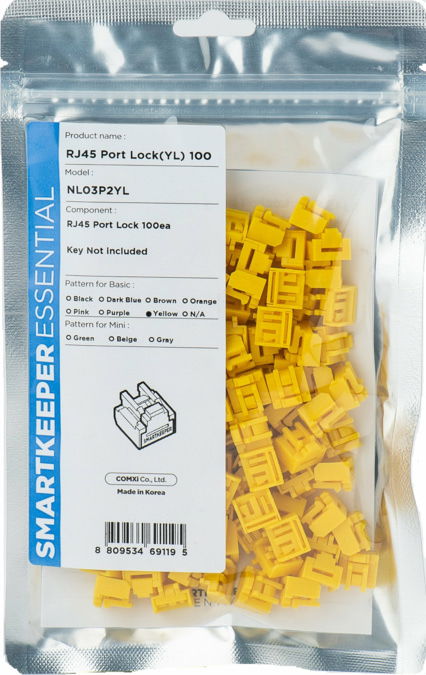 SMARTKEEPER ESSENTIAL
Product name :
RJ45 Port Lock(YL) 100
Model :
NL03P2YL
Component :
RJ45 Port Lock 100ea
Key Not Included
Pattern for Basic :
Black Dark Blue Brown Orange
Pink Purple Yellow N/A
Pattern for Mini :
Green Beige Gray
SMARTKEEPER
COMXi Co., Ltd.
Made in Korea
8 809534 69119 5